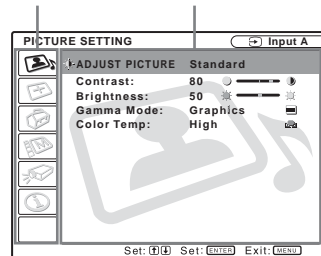 PICTURE SETTING Input A
ADJUST PICTURE Standard
Contrast: 80
Brightness: 50
Gamma Mode: Graphics
Color Temp: High
Set: Set: ENTER Exit: MENU